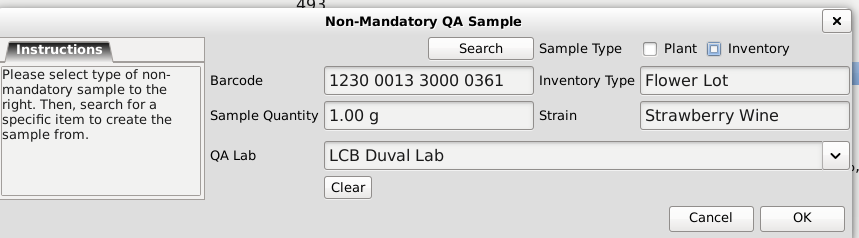 493
Non-Mandatory QA Sample
Instructions
Please select type of non-
mandatory sample to the
right. Then, search for a
specific item to create the
sample from.
Search Sample Type Plant Inventory
Barcode 1230 0013 3000 0361 Inventory Type Flower Lot
Sample Quantity 1.00 g Strain Strawberry Wine
QA Lab LCB Duval Lab
Clear
Cancel OK